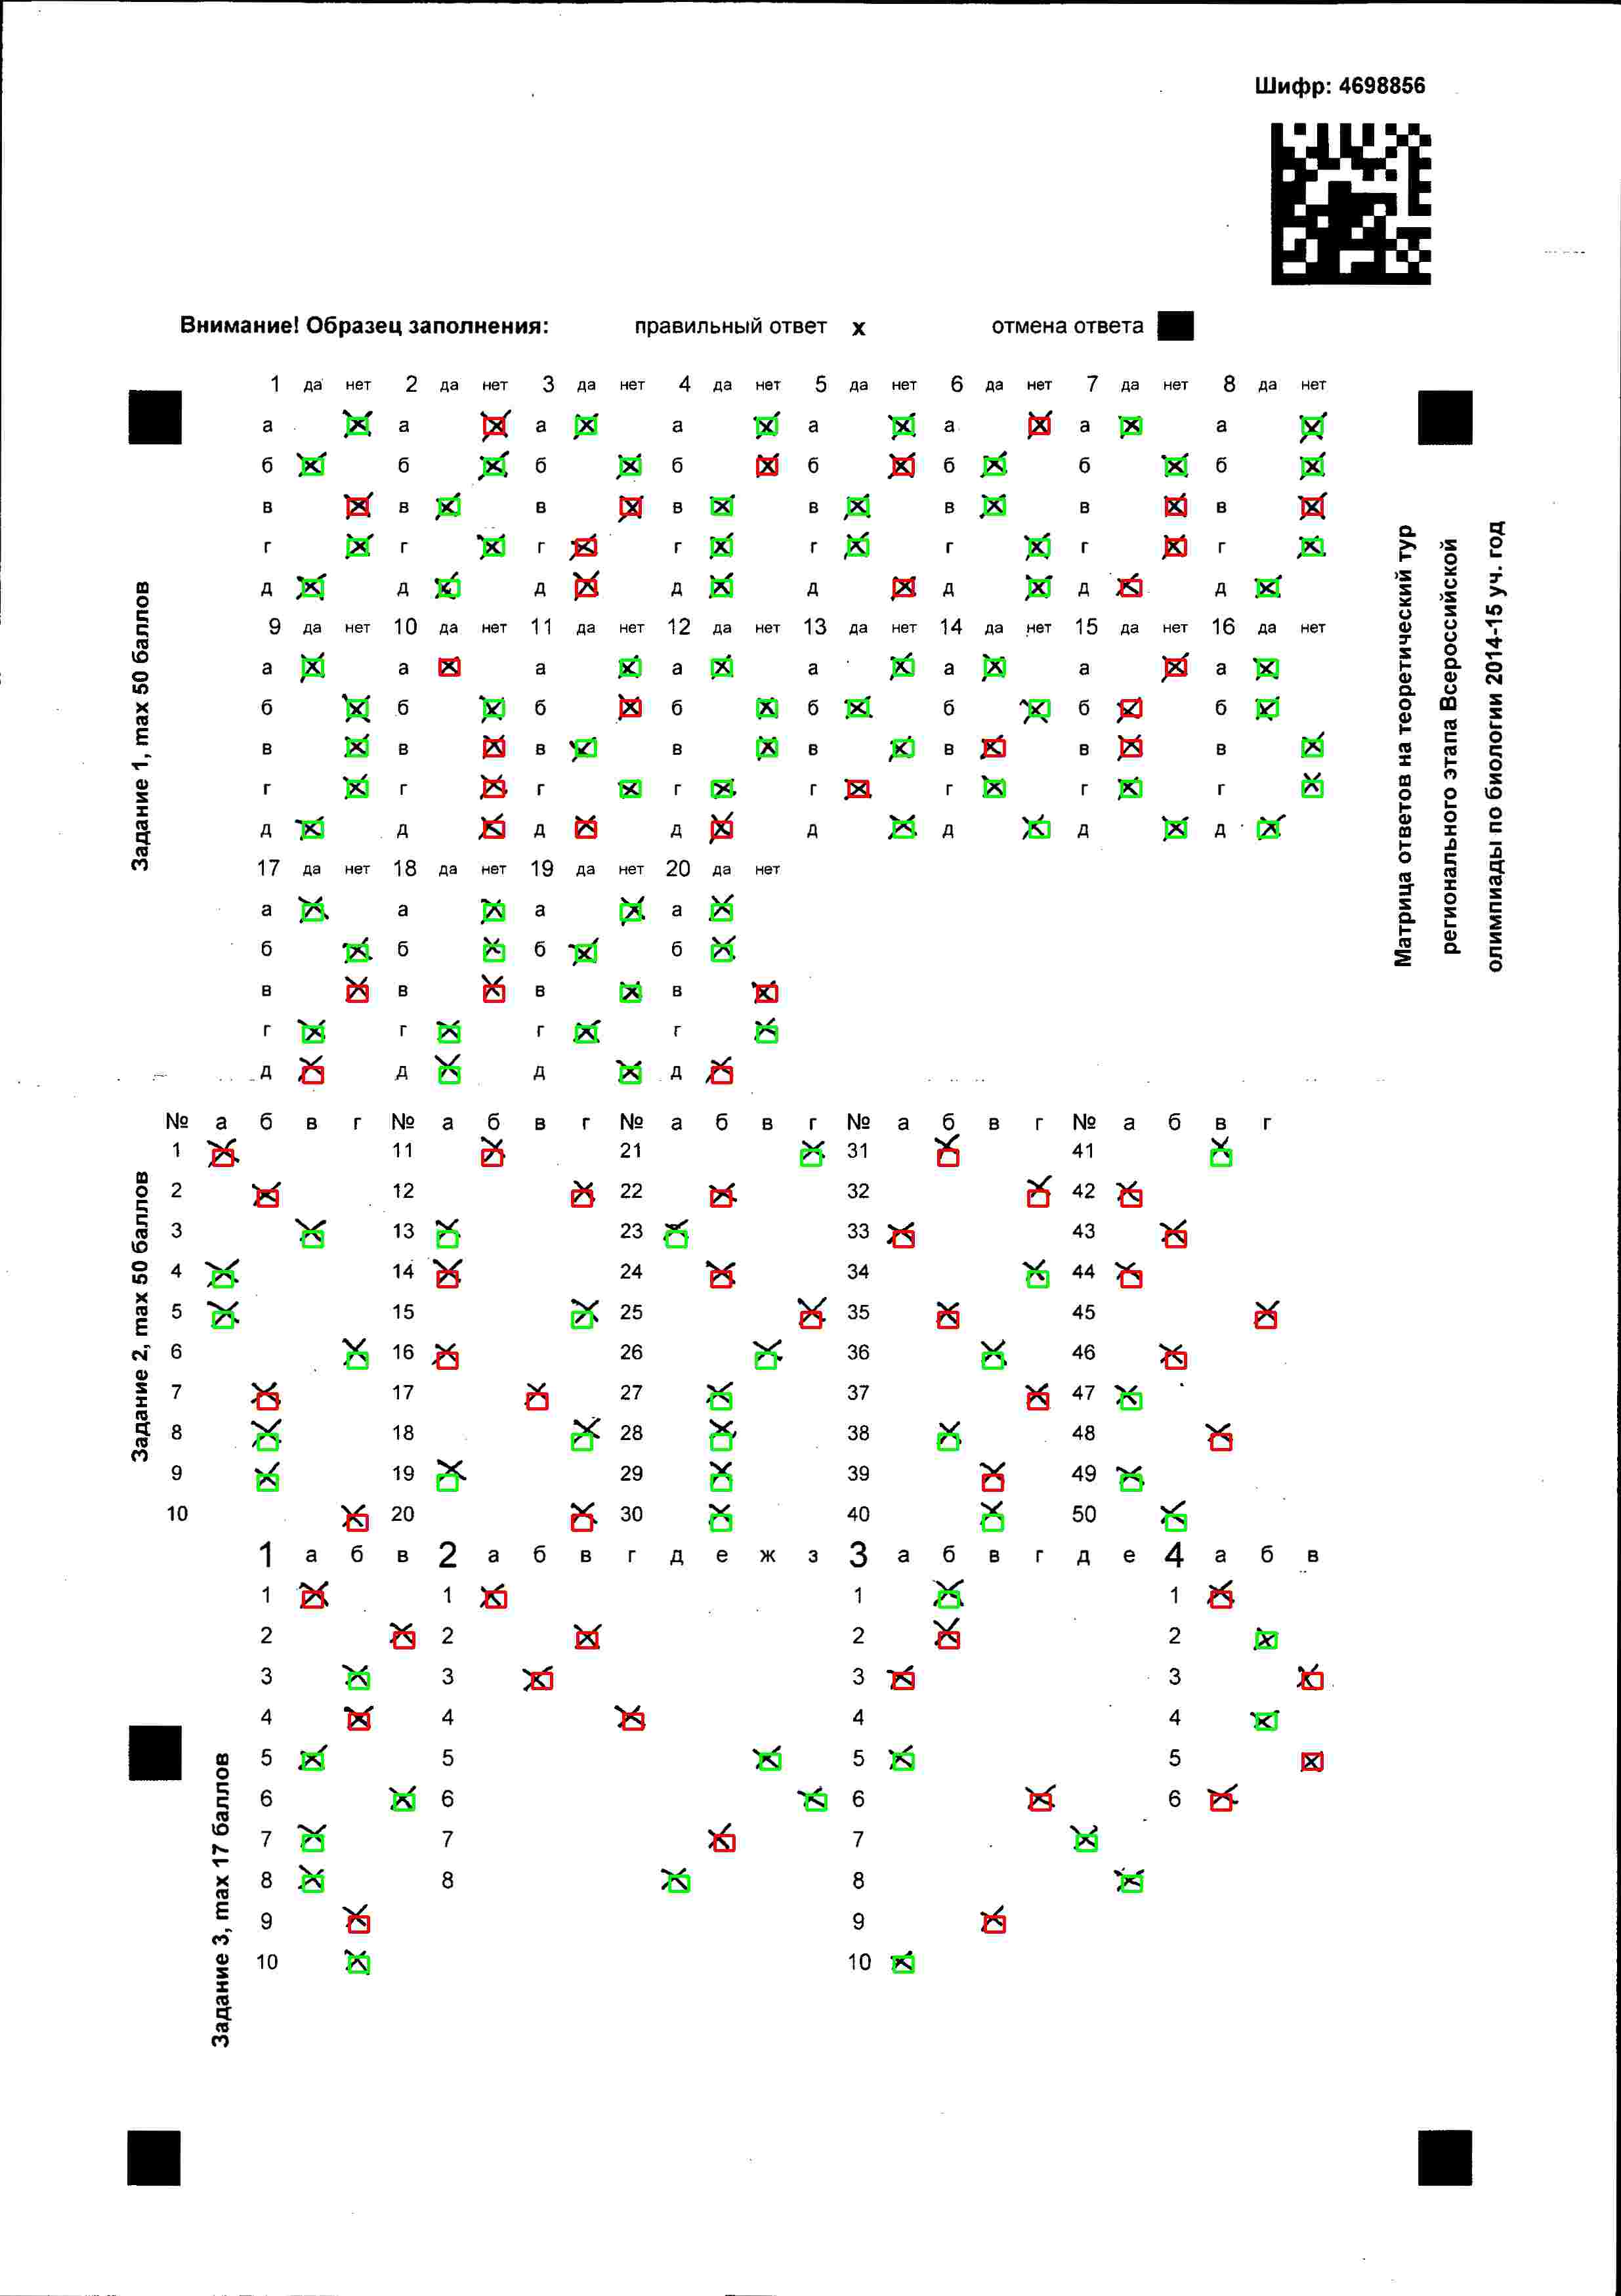 Шифр: 4698856
Внимание! Образец заполнения: правильный ответ х отмена ответа
1 да нет 2 да нет 3 да нет 4 да нет 5 да нет 6 да нет 7 да нет 8 да нет
а а а а а а а а
б б б б б б б б
в в в в в в в в
г г г г г г г г
д д д д д д д д
9 да нет 10 да нет 11 да нет 12 да нет 13 да нет 14 да нет 15 да нет 16 да нет
а а а а а а а а
б б б б б б б б
в в в в в в в в
г г г г г г г г
д д д д д д д д
17 да нет 18 да нет 19 да нет 20 да нет
а а а а
б б б б
в в в в
г г г г
д д д д
Задание 1, max 50 баллов
№ а б в г № а б в г № а б в г № а б в г № а б в г
1 11 21 31 41
2 12 22 32 42
3 13 23 33 43
4 14 24 34 44
5 15 25 35 45
6 16 26 36 46
7 17 27 37 47
8 18 28 38 48
9 19 29 39 49
10 20 30 40 50
Задание 2, max 50 баллов
1 а б в 2 а б в г д е ж з 3 а б в г д е 4 а б в
1 1 1 1
2 2 2 2
3 3 3 3
4 4 4 4
5 5 5 5
6 6 6 6
7 7 7
8 8 8
9 9
10 10
Задание 3, max 17 баллов
Матрица ответов на теоретический тур
регионального этапа Всероссийской
олимпиады по биологии 2014-15 уч. год